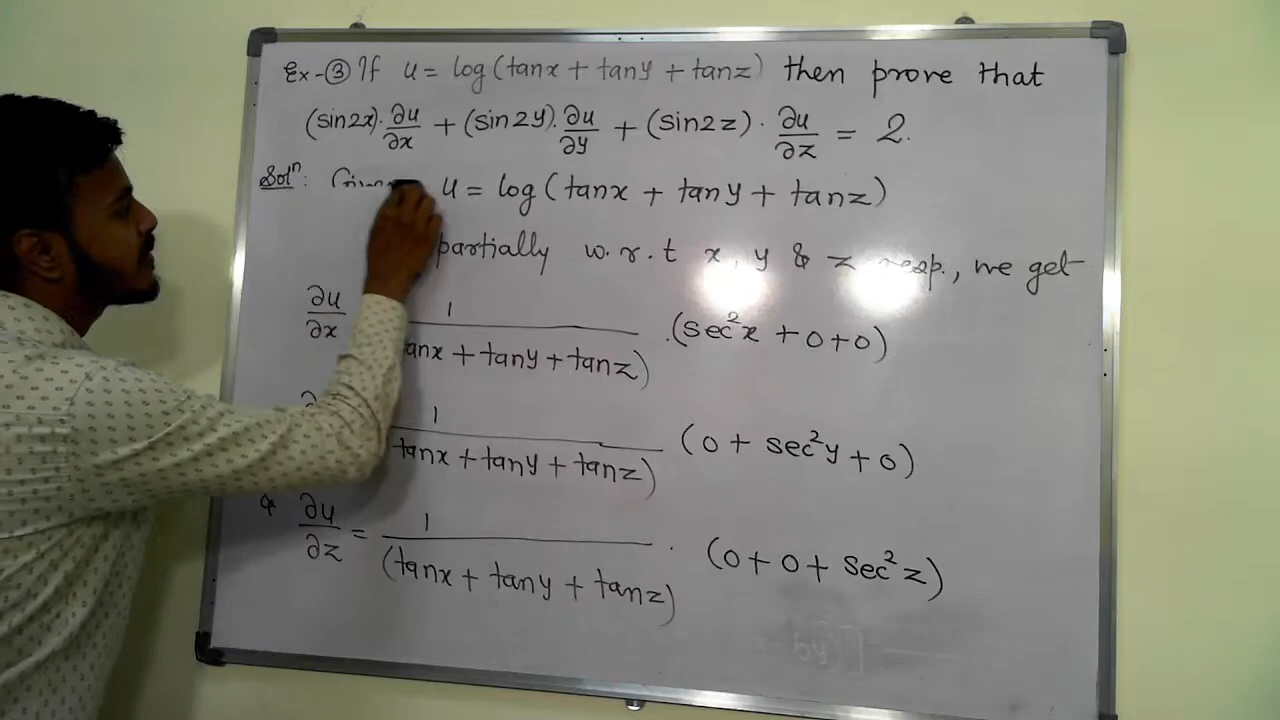 Ex-③ If u = log(tanx + tany + tanz) then prove that
(sin2x).∂u/∂x + (sin2y).∂u/∂y + (sin2z).∂u/∂z = 2.
Solⁿ: u = log(tanx + tany + tanz)
partially w.r.t x, y & z resp., we get
∂u/∂x 1/tanx + tany + tanz) .(sec²x + 0+0)
1/tanx + tany + tanz) (0 + sec²y + 0)
& ∂u/∂z = 1/(tanx + tany + tanz) . (0 + 0 + sec²z)